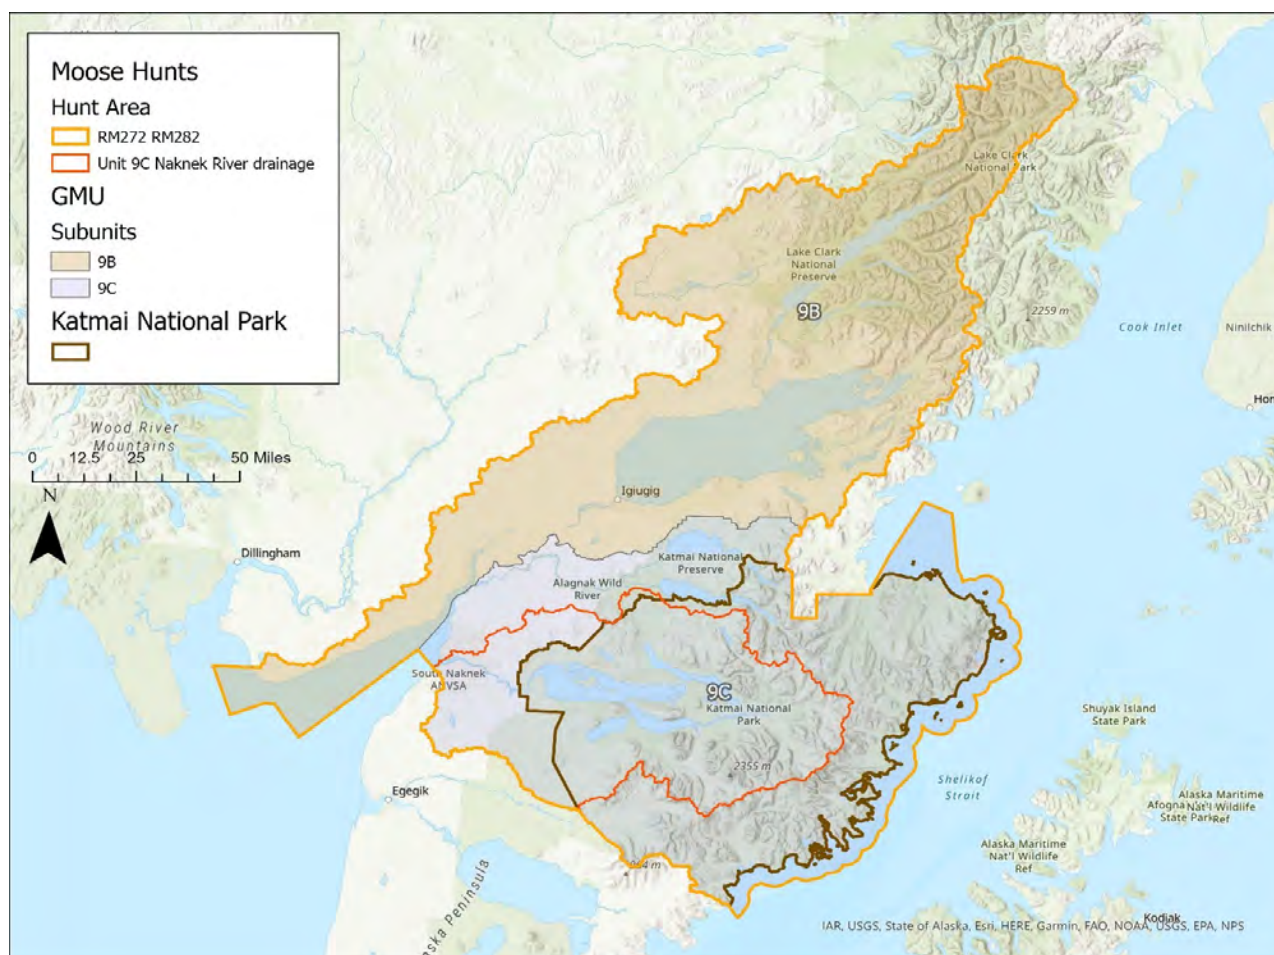 Moose Hunts
Hunt Area
RM272 RM282
Unit 9C Naknek River drainage
GMU
Subunits
9B
9C
Katmai National Park
Lake Clark
National Park
Lake Clark
National
Preserve
9B
2259 m
Cook Inlet
Ninilchik
Hom
Wood River
Mountains
0 12.5 25 50 Miles
N
Igiugig
Dillingham
Katmai National
Preserve
Alagnak Wild
River
South Naknek
ANVSA
9C
Katmai National
Park
2355 m
Shuyak Island
State Park
Shelikof
Strait
Egegik
Alaska Maritime
Nat'l Wildlife
Ref
Afogna
State Park
Alaska Maritime
Nat'l Wildlife
Ref
ska Peninsula
Kodiak
IAR, USGS, State of Alaska, Esri, HERE, Garmin, FAO, NOAA, USGS, EPA, NPS